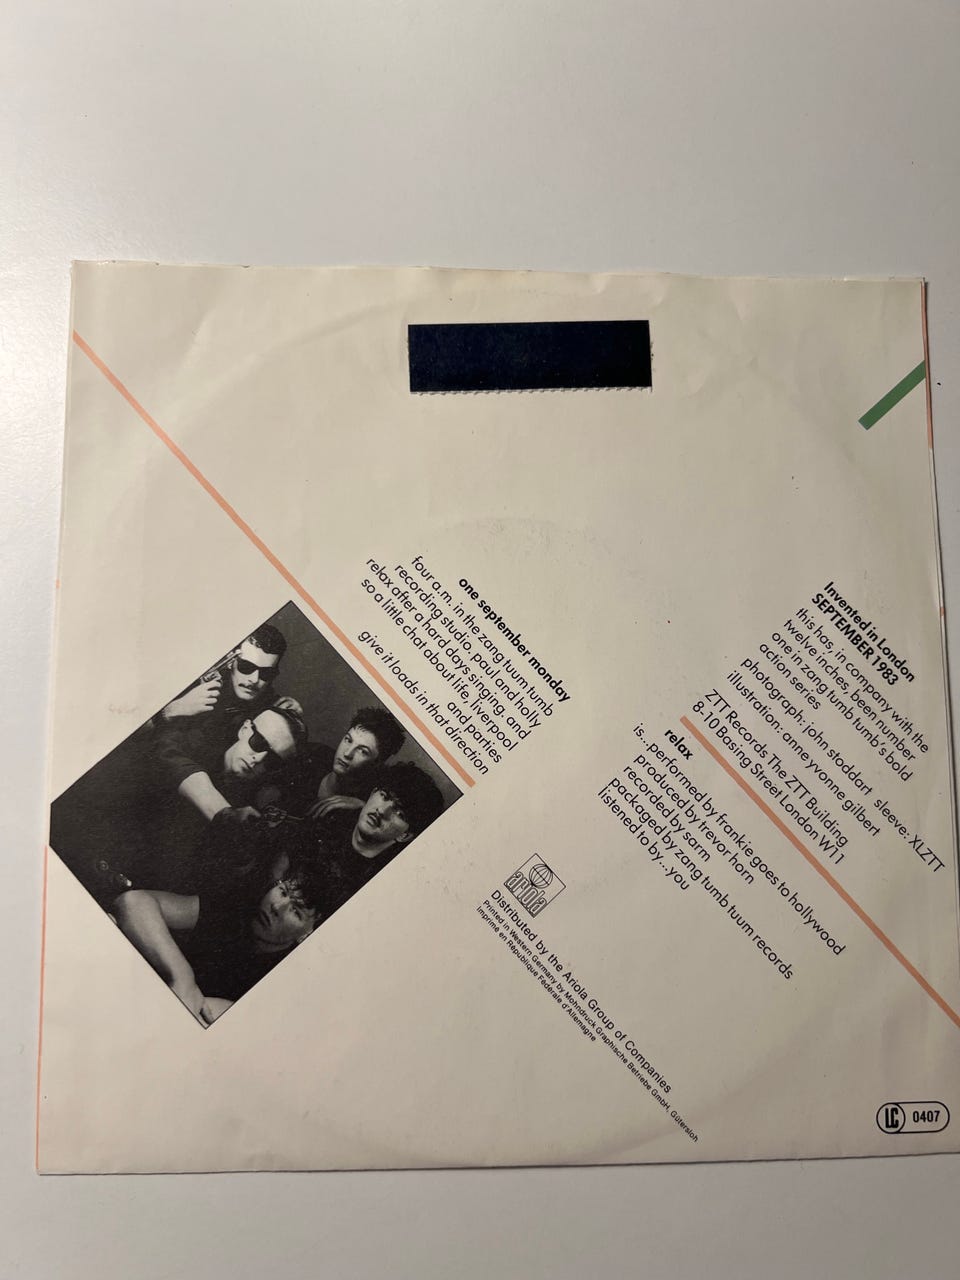 one september monday
four a.m. in the zang tuum tumb
recording studio. paul and holly
relax after a hard days singing. and
so a little chat about life, liverpool
and parties
give it loads in that direction
Invented in London
SEPTEMBER 1983
this has, in company with the
twelve inches, been number
one in zang tumb tumb's bold
action series
photograph: john stoddart sleeve: XLZTT
illustration: anne yvonne gilbert
ZTT Records The ZTT Building
8-10 Basing Street London W11
relax
is...performed by frankie goes to hollywood
produced by trevor horn
recorded by sarm
packaged by zang tumb tuum records
listened to by...you
ariola
Distributed by the Ariola Group of Companies
Printed in Western Germany by Mohndruck Graphische Betriebe GmbH, Gütersloh
Imprimé en République Fédérale d'Allemagne
LC 0407